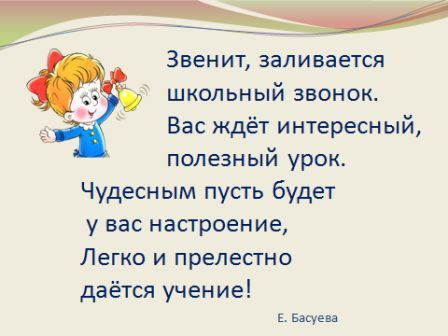 Звенит, заливается
школьный звонок.
Вас ждёт интересный,
полезный урок.
Чудесным пусть будет
у вас настроение,
Легко и прелестно
даётся учение!
Е. Басуева